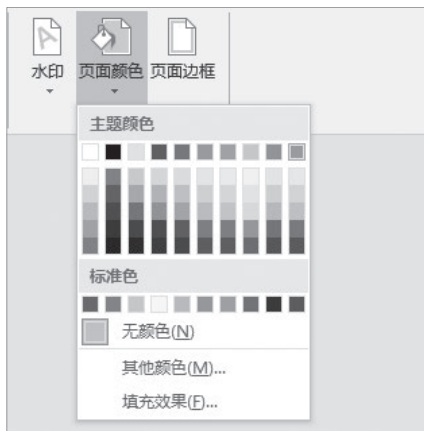 水印 页面颜色 页面边框
主题颜色
标准色
无颜色(N)
其他颜色(M)...
填充效果(F)...